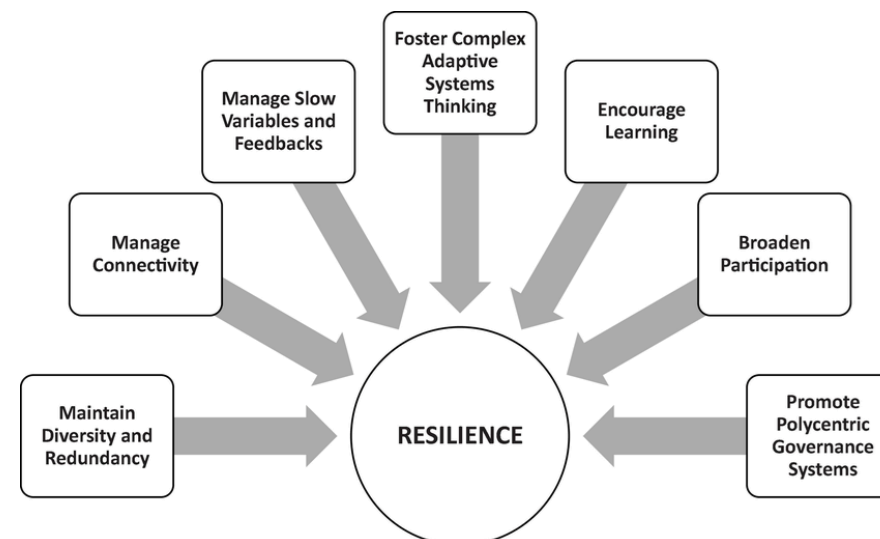 Foster Complex
Adaptive
Systems
Thinking
Manage Slow
Variables and
Feedbacks
Encourage
Learning
Manage
Connectivity
Broaden
Participation
Maintain
Diversity and
Redundancy
RESILIENCE
Promote
Polycentric
Governance
Systems